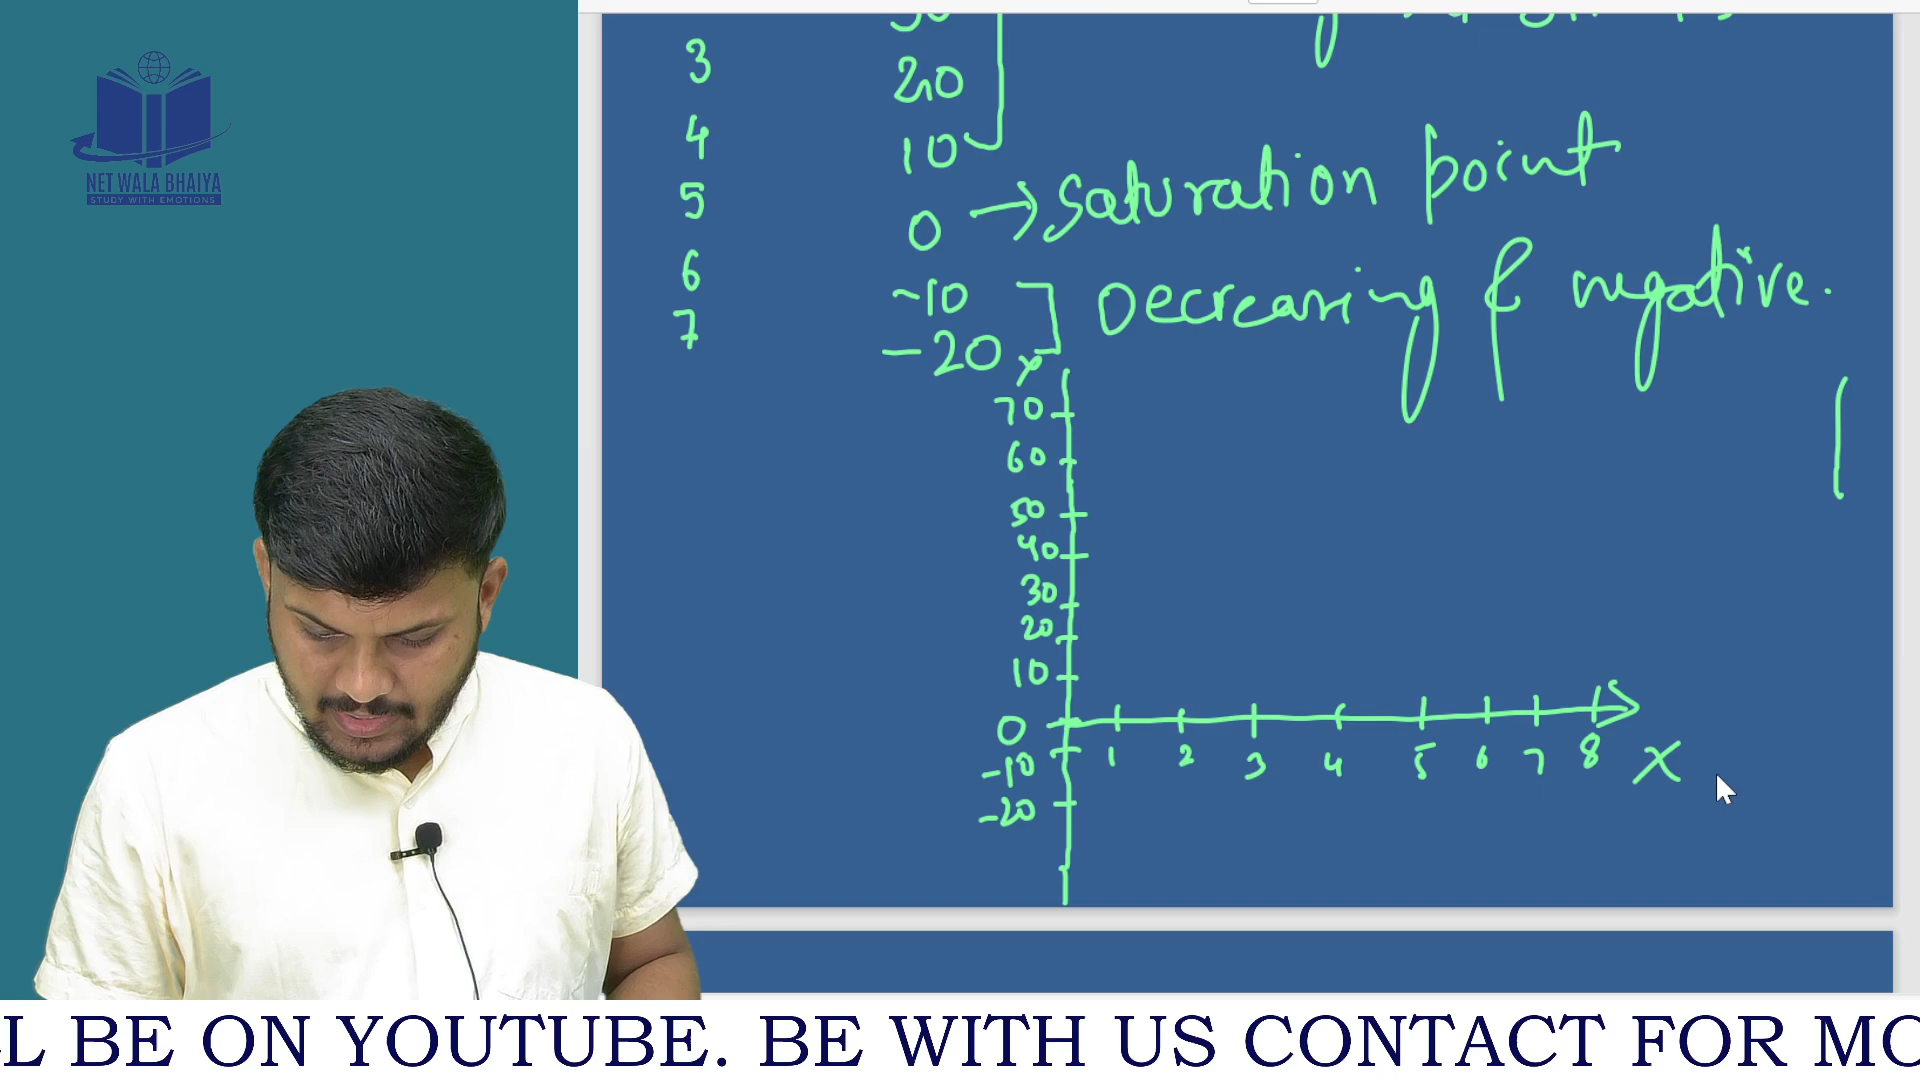 NET WALA BHAIYA
STUDY WITH EMOTIONS
3 20
4 10
5 0 → saturation point
6 -10
7 -20
Decreasing & negative.
Y
70
60
50
40
30
20
10
0
-10
-20
1 2 3 4 5 6 7 8 X
BE ON YOUTUBE. BE WITH US CONTACT FOR